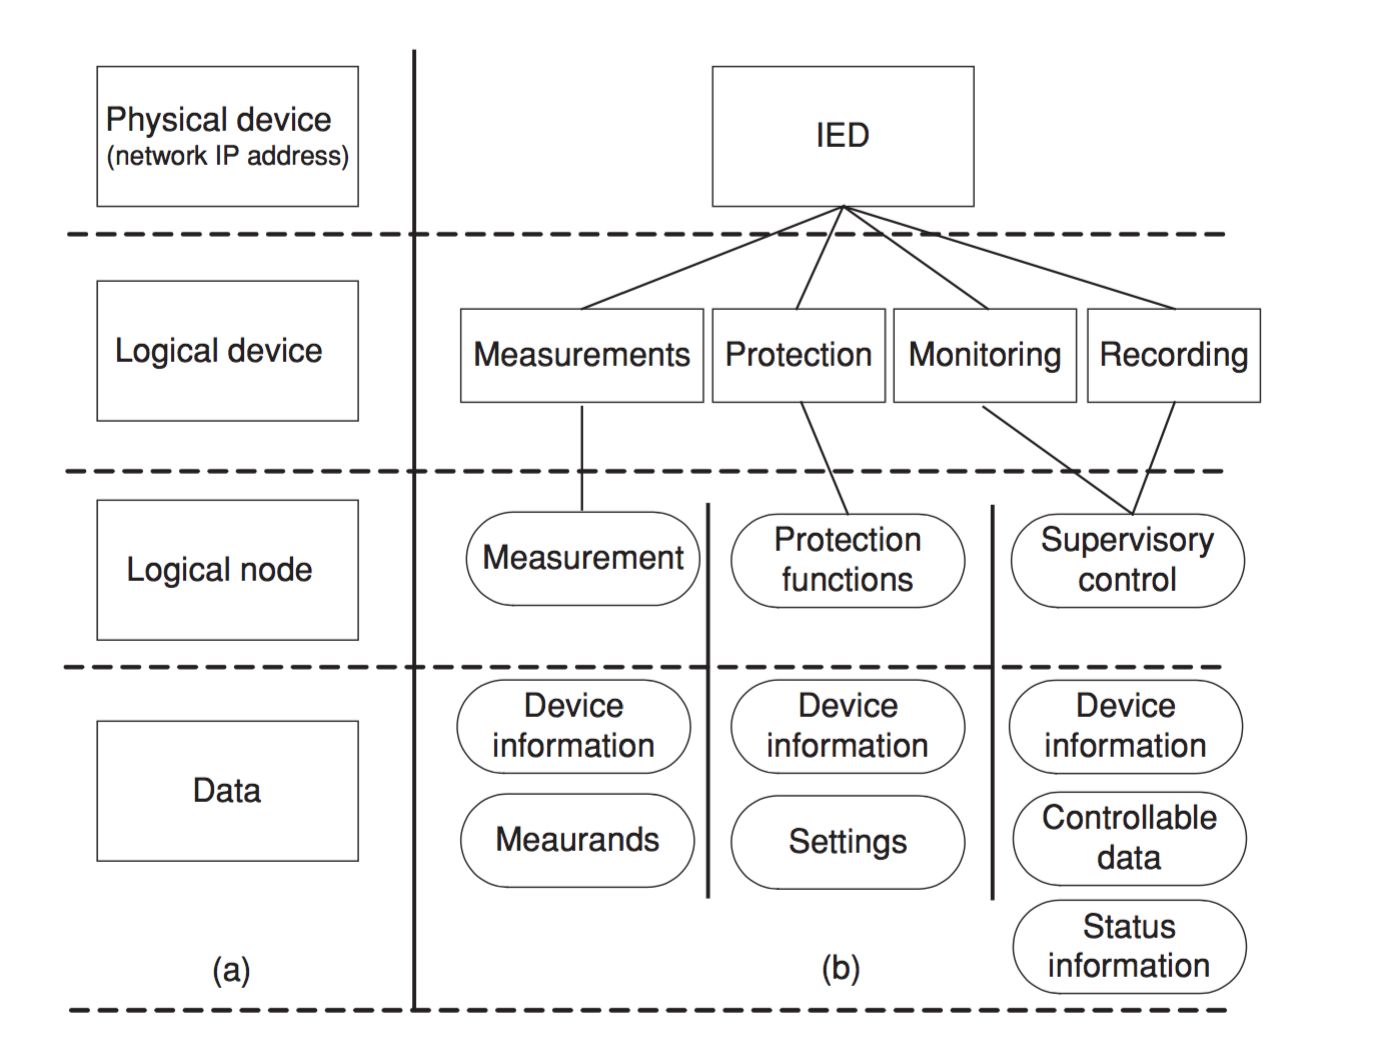 Physical device
(network IP address)
IED
Logical device
Measurements
Protection
Monitoring
Recording
Logical node
Measurement
Protection
functions
Supervisory
control
Data
Device
information
Device
information
Device
information
Meaurands
Settings
Controllable
data
Status
information
(a)
(b)